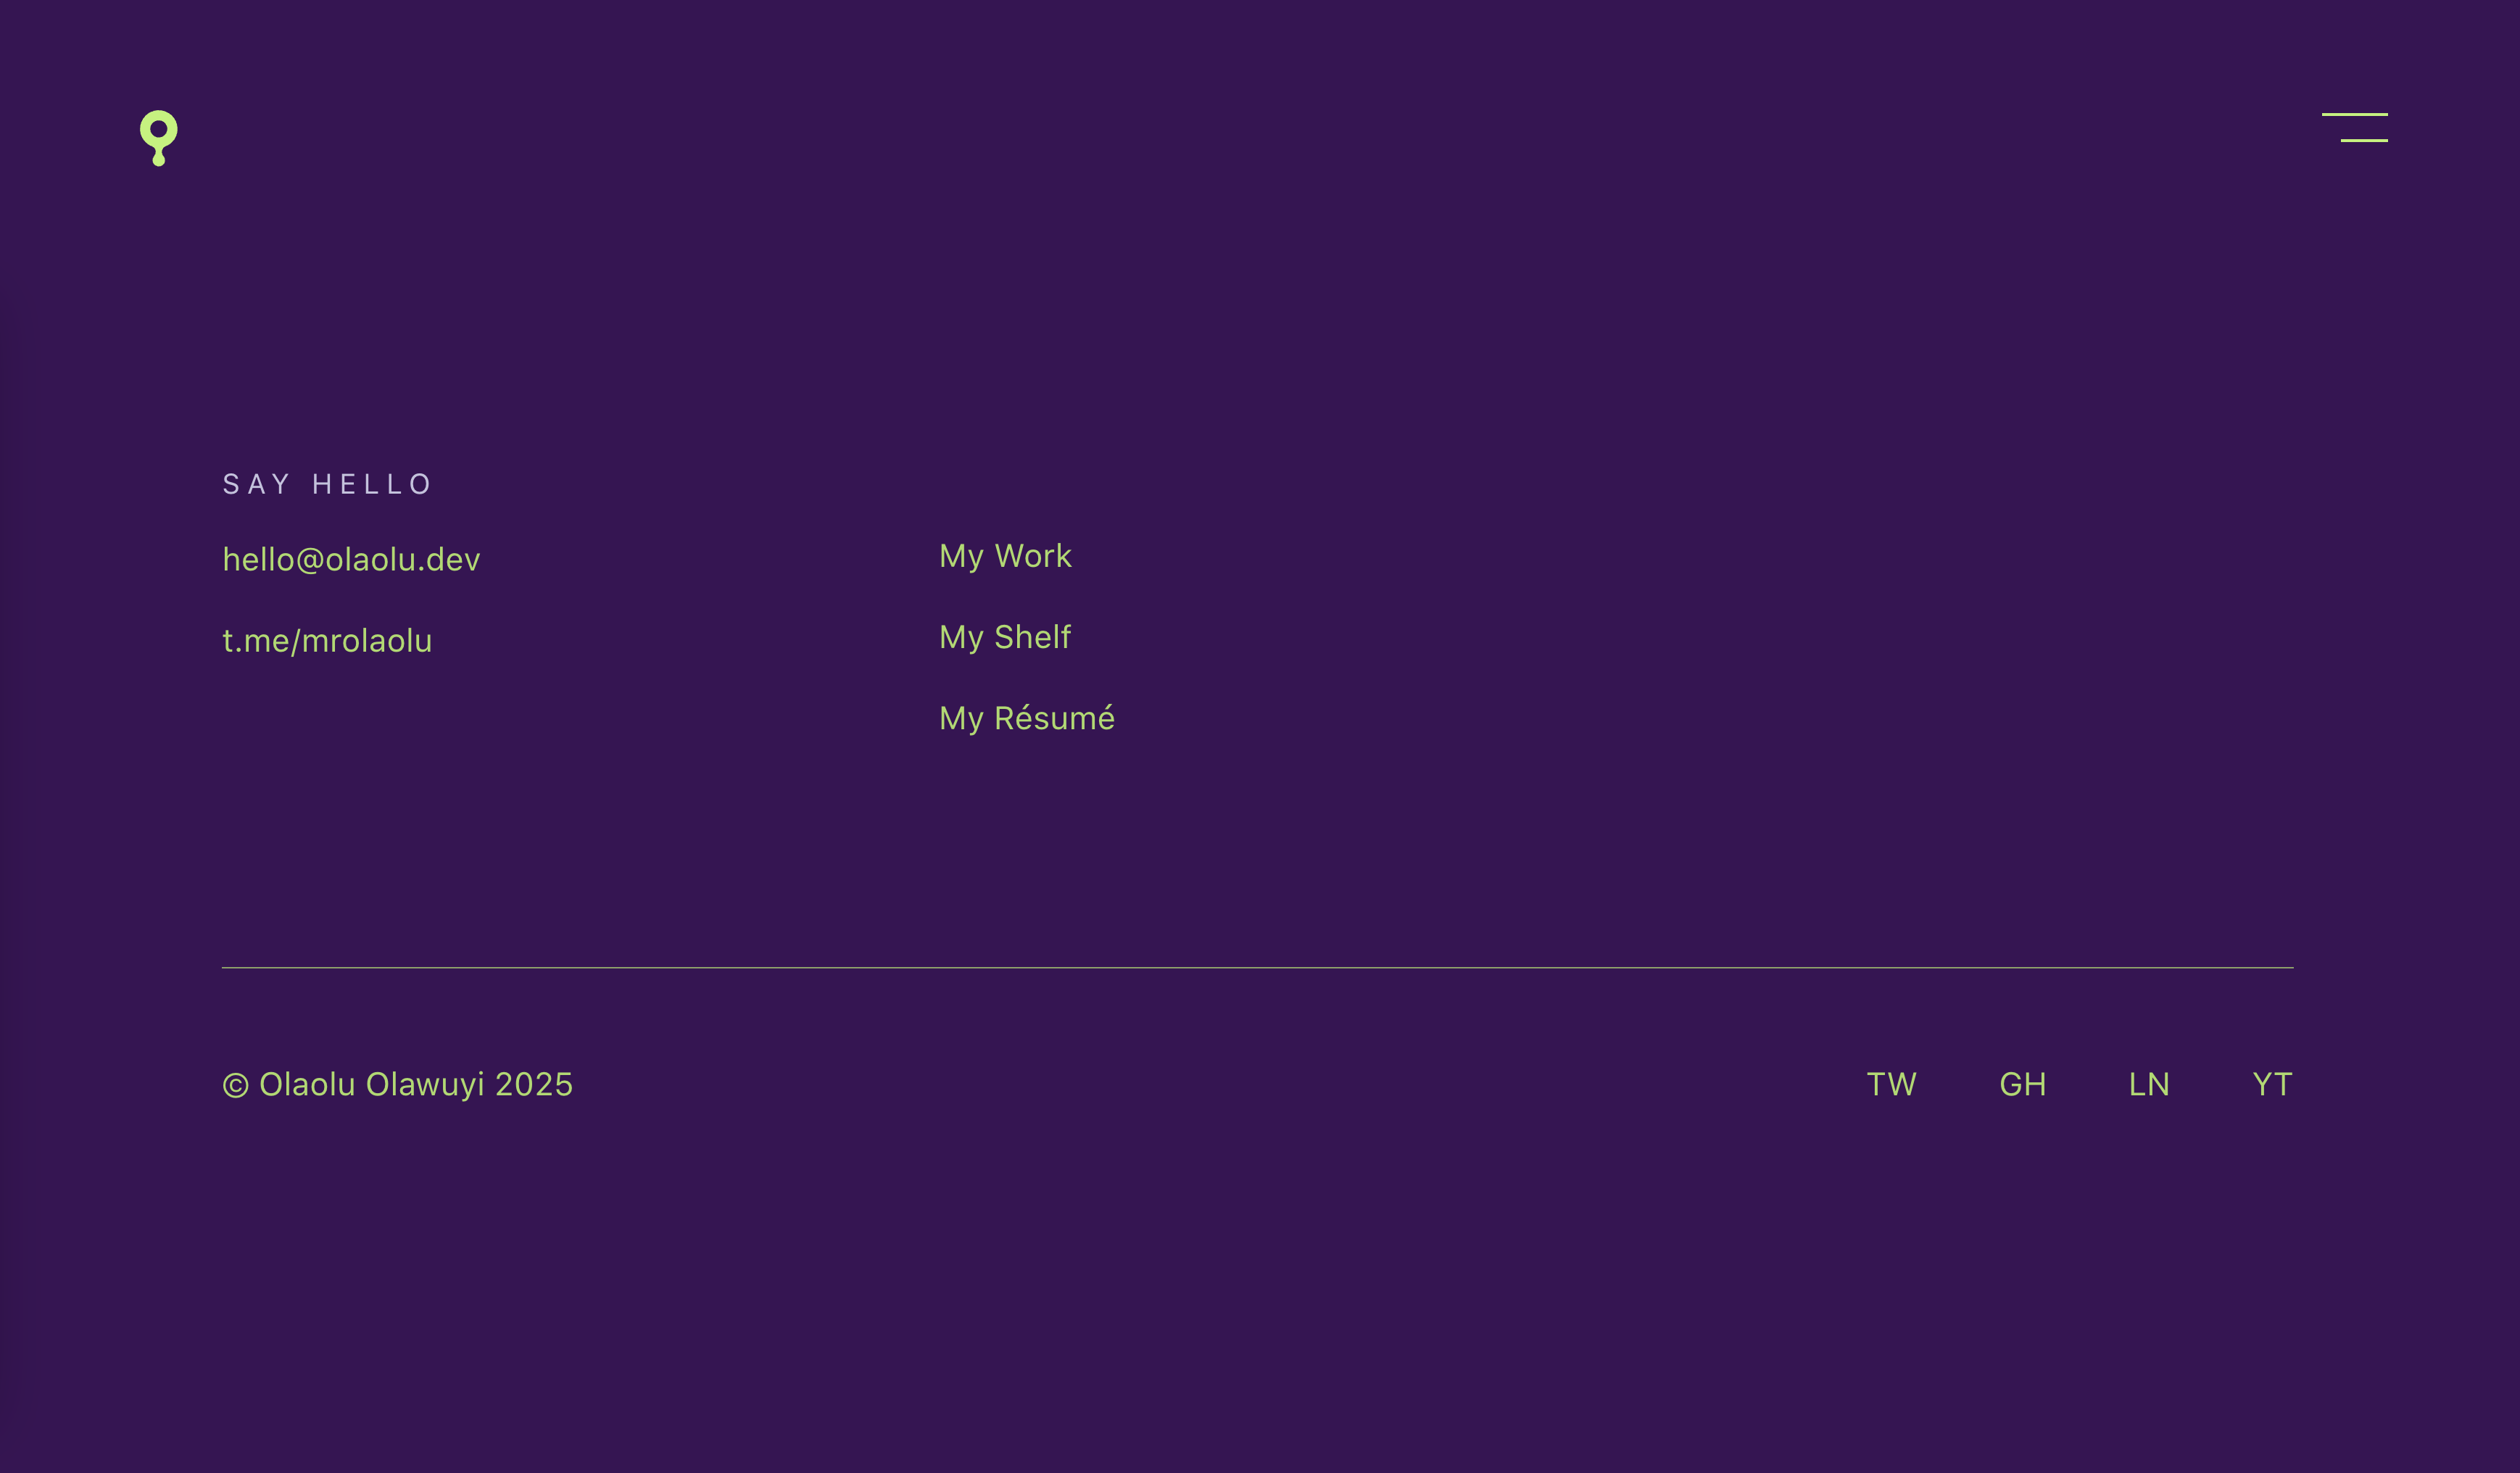 SAY HELLO
hello@olaolu.dev
t.me/mrolaolu
My Work
My Shelf
My Résumé
© Olaolu Olawuyi 2025
TW GH LN YT